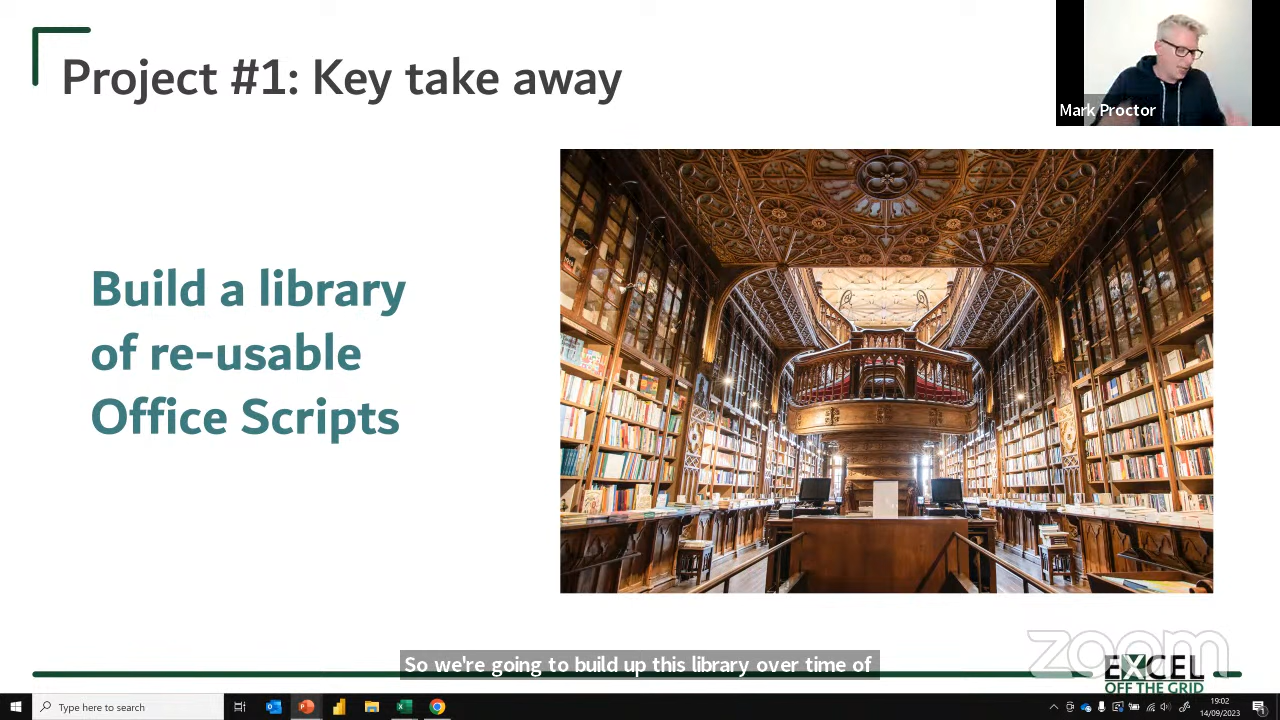 Project #1: Key take away
Mark Proctor
Build a library
of re-usable
Office Scripts
So we're going to build up this library over time of
zoom
EXCEL
OFF THE GRID
Type here to search
19:02
14/09/2023